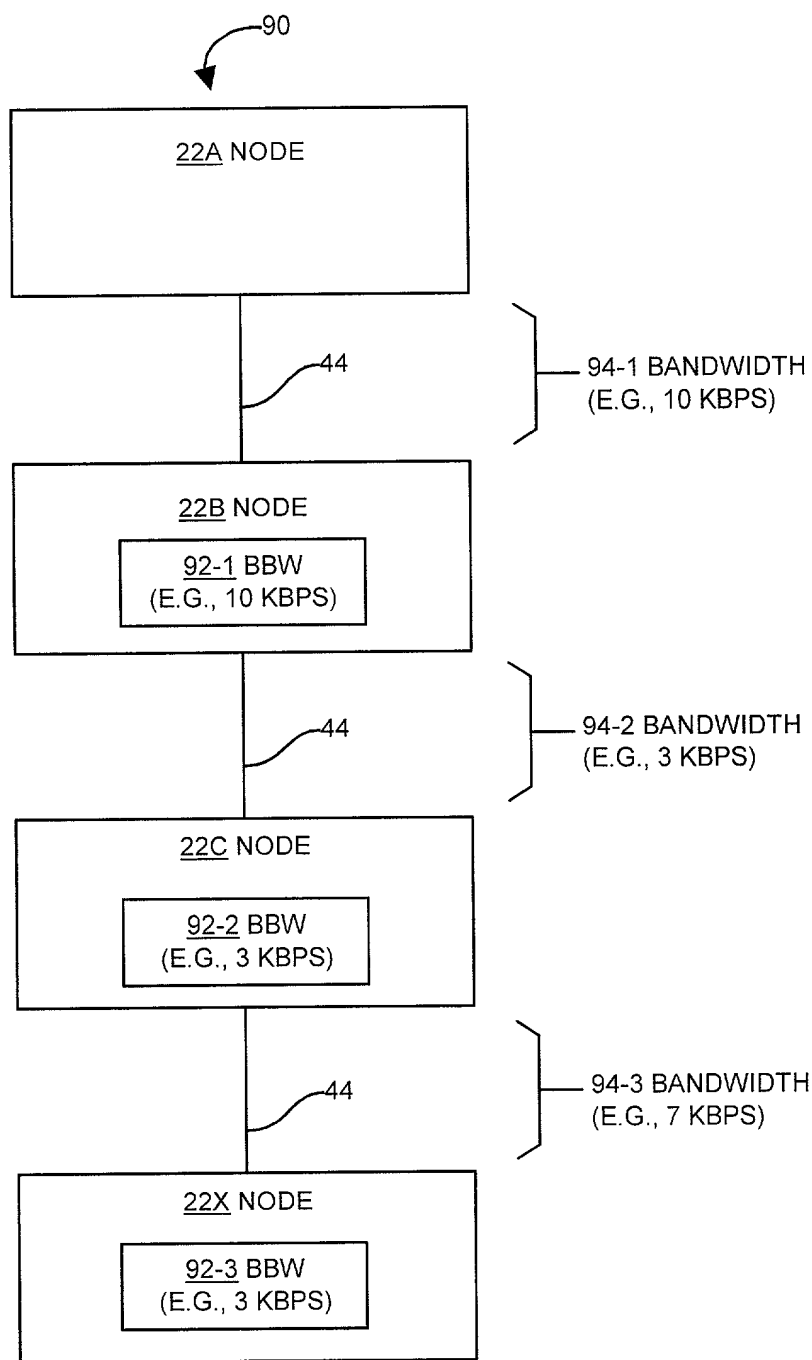 90
22A NODE
44
94-1 BANDWIDTH
(E.G., 10 KBPS)
22B NODE
92-1 BBW
(E.G., 10 KBPS)
44
94-2 BANDWIDTH
(E.G., 3 KBPS)
22C NODE
92-2 BBW
(E.G., 3 KBPS)
44
94-3 BANDWIDTH
(E.G., 7 KBPS)
22X NODE
92-3 BBW
(E.G., 3 KBPS)